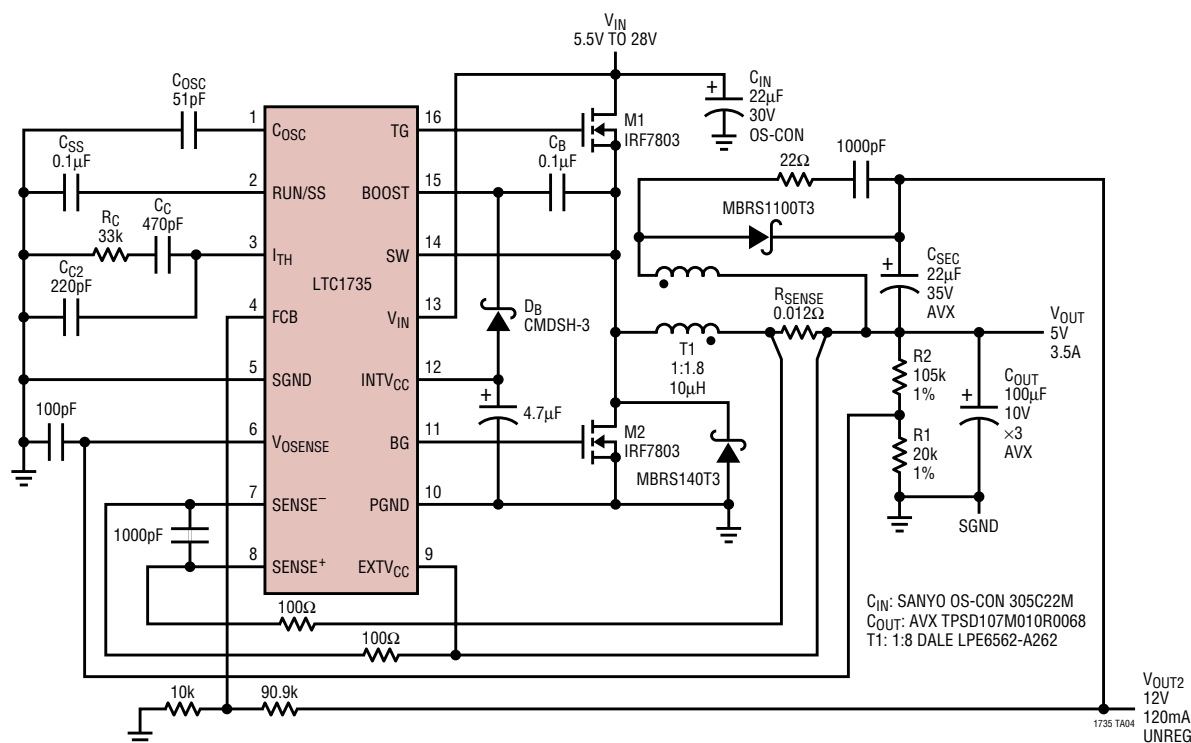 VIN
5.5V TO 28V
COSC
51pF
CIN
22µF
30V
OS-CON
+
1
COSC
TG
16
M1
IRF7803
CSS
0.1µF
CB
0.1µF
1000pF
22Ω
2
RUN/SS
BOOST
15
MBRS1100T3
RC
33k
CC
470pF
3
ITH
SW
14
CSEC
22µF
35V
AVX
+
CC2
220pF
LTC1735
4
FCB
VIN
13
DB
CMDSH-3
RSENSE
0.012Ω
VOUT
5V
3.5A
T1
1:1.8
10µH
5
SGND
INTVCC
12
+
4.7µF
R2
105k
1%
COUT
100µF
10V
×3
AVX
+
100pF
6
VOSENSE
BG
11
M2
IRF7803
MBRS140T3
R1
20k
1%
7
SENSE–
PGND
10
SGND
1000pF
8
SENSE+
EXTVCC
9
100Ω
100Ω
CIN: SANYO OS-CON 305C22M
COUT: AVX TPSD107M010R0068
T1: 1:8 DALE LPE6562-A262
10k
90.9k
VOUT2
12V
120mA
UNREG
1735 TA04